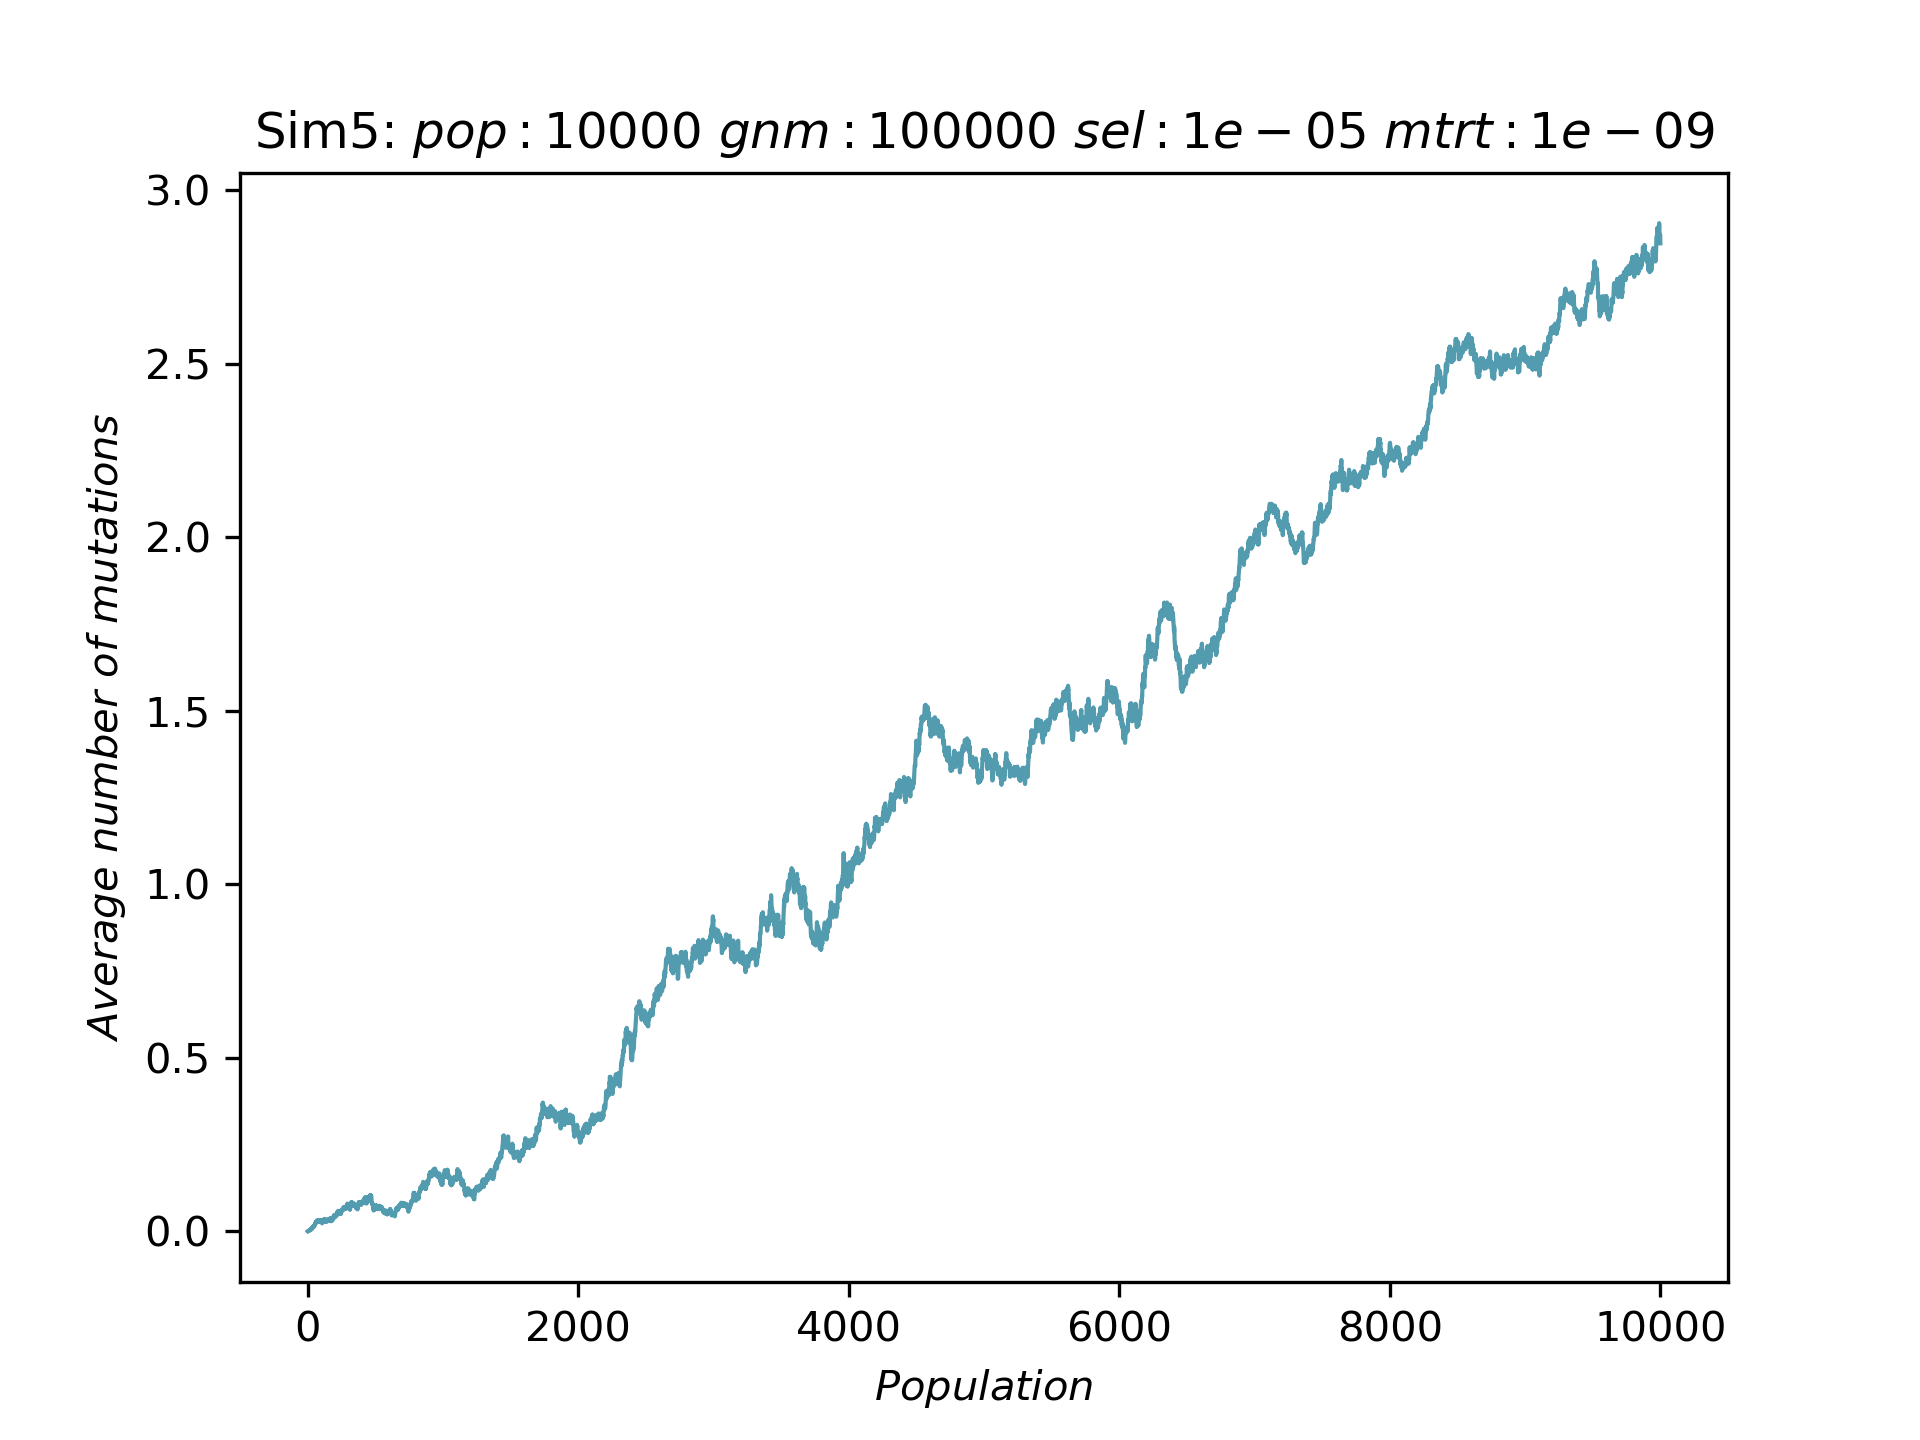 Sim5: pop : 10000 gnm : 100000 sel : 1e − 05 mtrt : 1e − 09
3.0
2.5
2.0
1.5
1.0
0.5
0.0
Average number of mutations
0 2000 4000 6000 8000 10000
Population